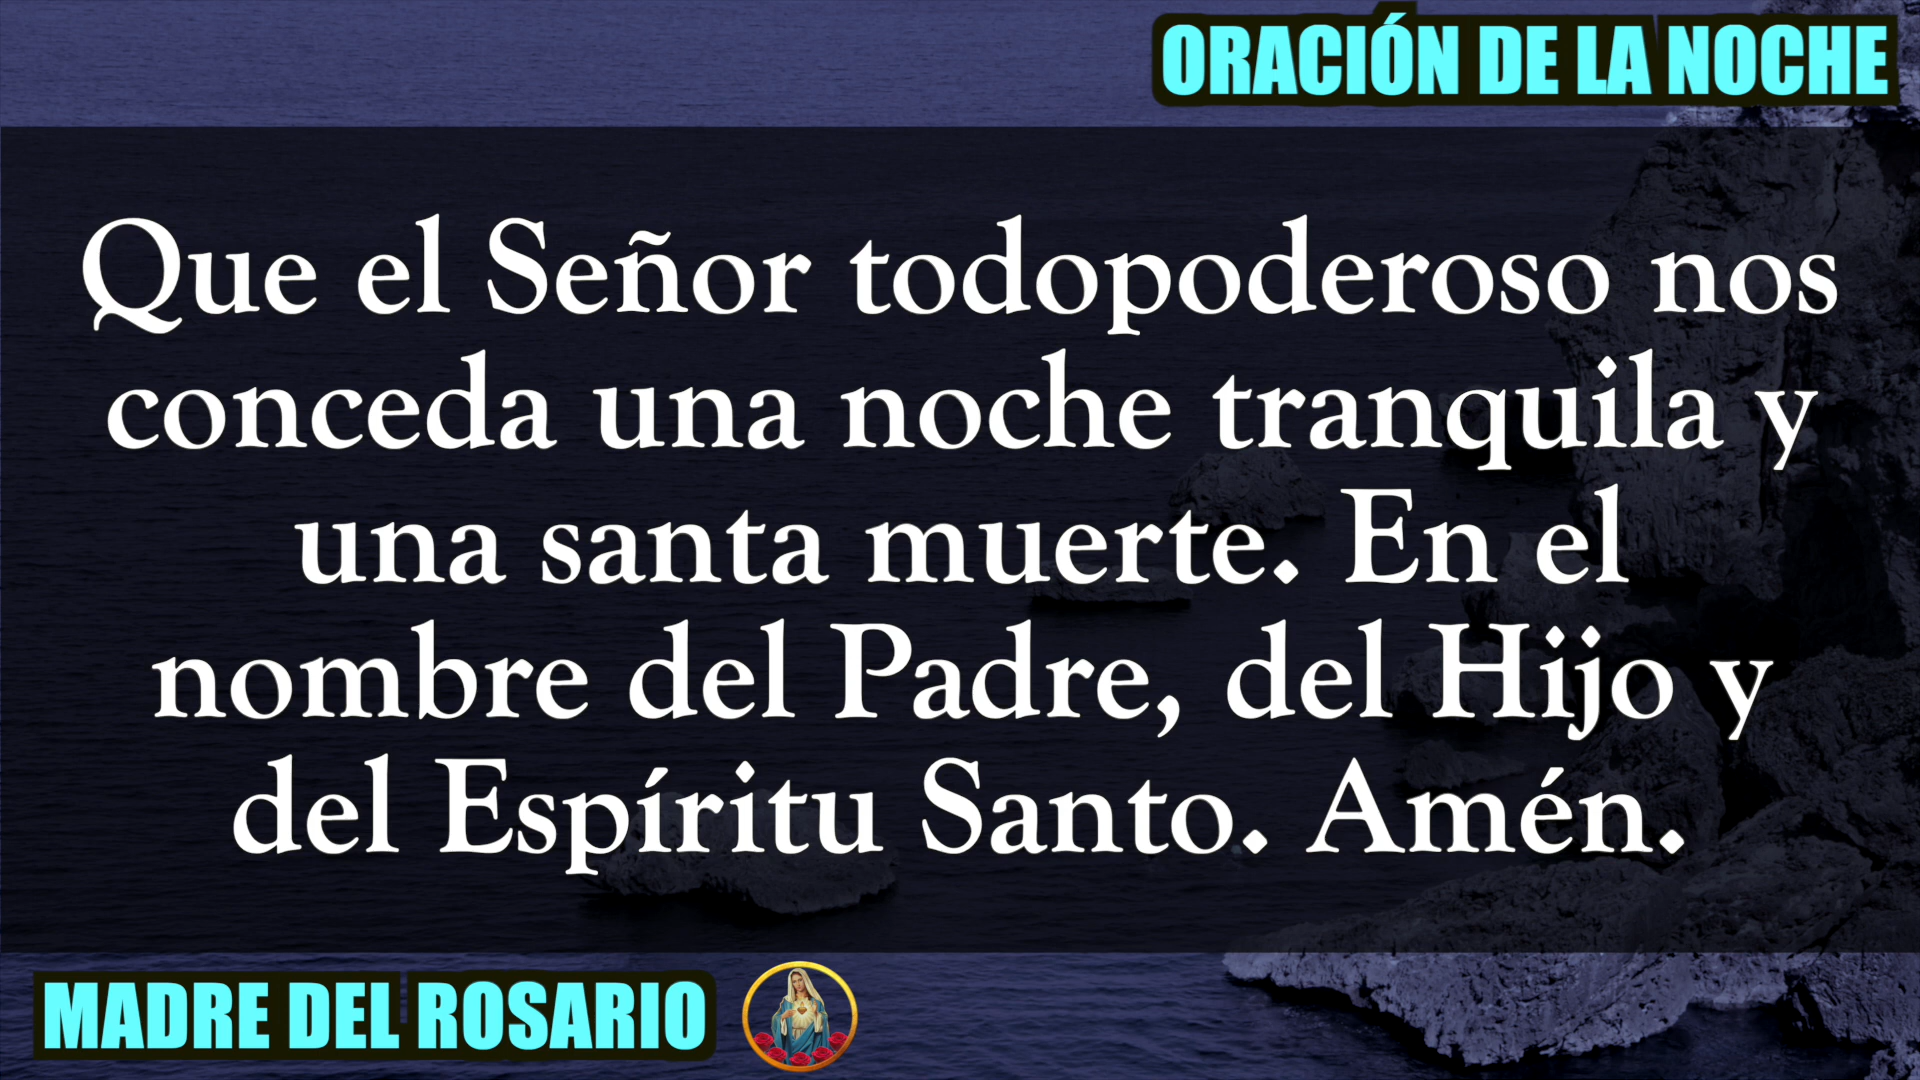 ORACIÓN DE LA NOCHE
Que el Señor todopoderoso nos
conceda una noche tranquila y
una santa muerte. En el
nombre del Padre, del Hijo y
del Espíritu Santo. Amén.
MADRE DEL ROSARIO